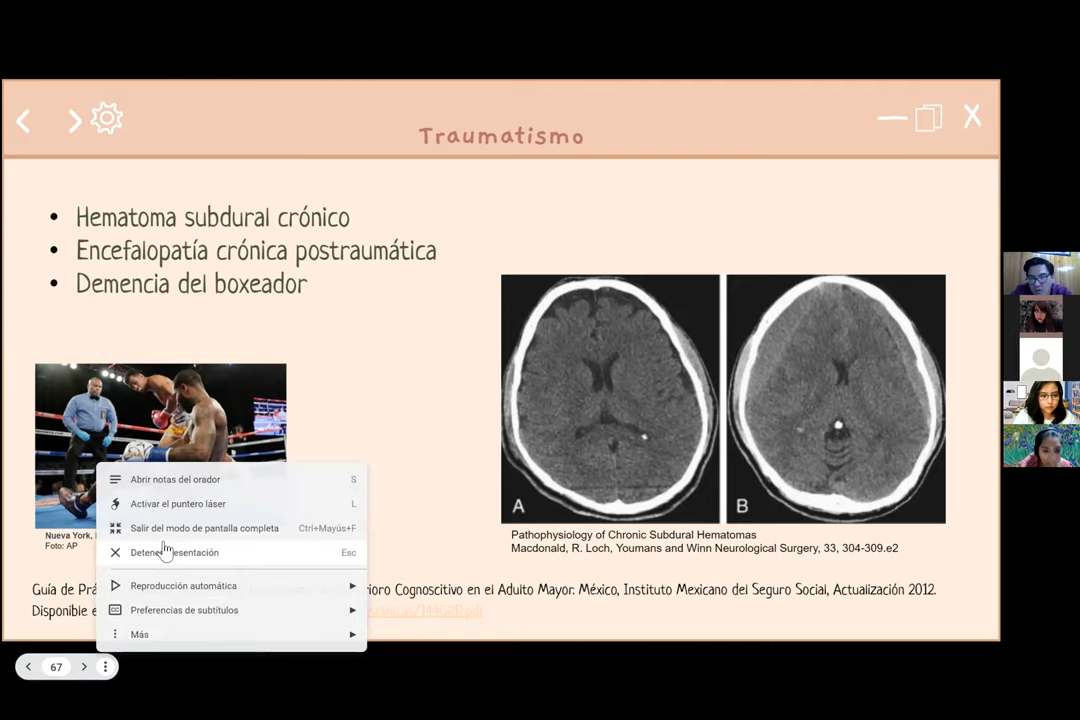 Traumatismo
• Hematoma subdural crónico
• Encefalopatía crónica postraumática
• Demencia del boxeador
A
B
Pathophysiology of Chronic Subdural Hematomas
Macdonald, R. Loch, Youmans and Winn Neurological Surgery, 33, 304-309.e2
Nueva York,
Foto: AP
Abrir notas del orador S
Activar el puntero láser L
Salir del modo de pantalla completa Ctrl+Mayús+F
Esc
Reproducción automática
Preferencias de subtítulos
Más
Guía de Cognoscitivo en el Adulto Mayor. México, Instituto Mexicano del Seguro Social, Actualización 2012.
Disponible
67